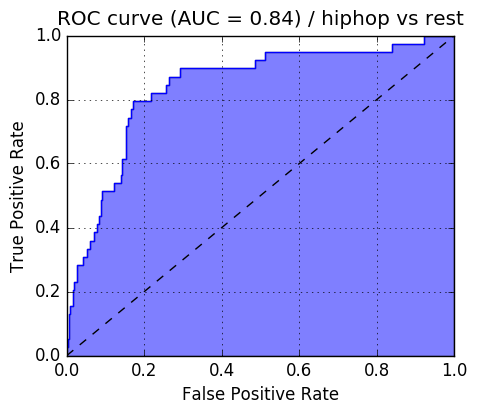 ROC curve (AUC = 0.84) / hiphop vs rest
1.0
0.8
0.6
0.4
0.2
0.0
True Positive Rate
0.0 0.2 0.4 0.6 0.8 1.0
False Positive Rate